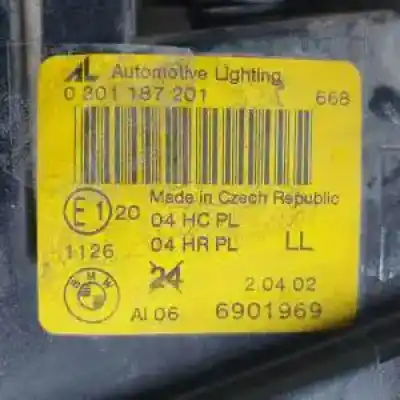 AL Automotive Lighting
0 301 187 201 668
Made in Czech Republic
E1 20 04 HC PL
1126 04 HR PL LL
24 2.04.02
BMW AI 06 6901969